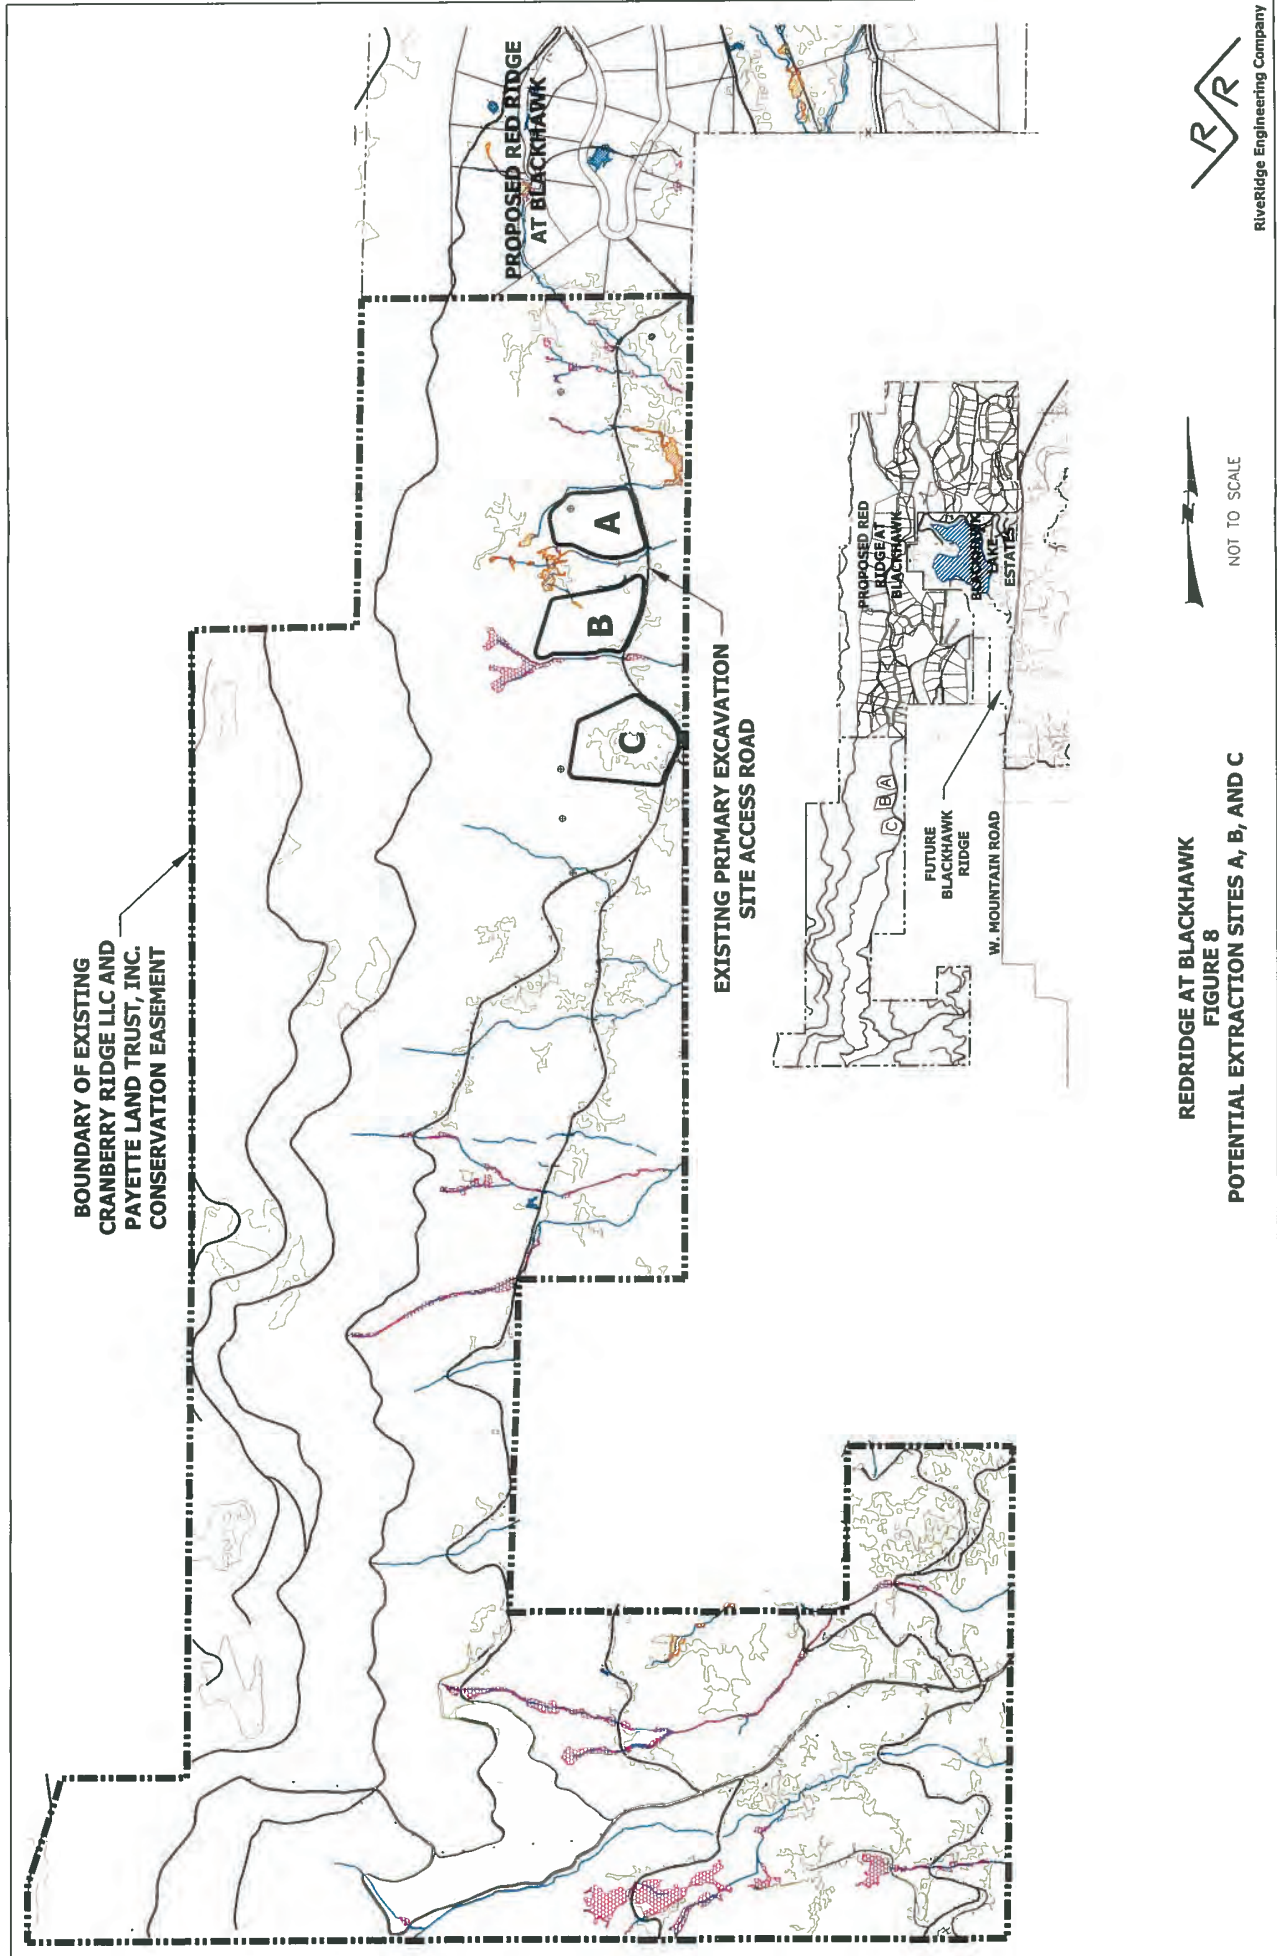 BOUNDARY OF EXISTING
CRANBERRY RIDGE LLC AND
PAYETTE LAND TRUST, INC.
CONSERVATION EASEMENT
PROPOSED RED RIDGE
AT BLACKHAWK
A
B
C
EXISTING PRIMARY EXCAVATION
SITE ACCESS ROAD
PROPOSED RED
RIDGE AT
BLACKHAWK
BLACKHAWK
LAKE
ESTATES
A
B
C
FUTURE
BLACKHAWK
RIDGE
W. MOUNTAIN ROAD
N
NOT TO SCALE
REDRIDGE AT BLACKHAWK
FIGURE 8
POTENTIAL EXTRACTION SITES A, B, AND C
R/R
RiveRidge Engineering Company